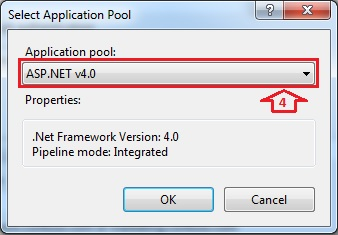 Select Application Pool
Application pool:
ASP.NET v4.0
4
Properties:
.Net Framework Version: 4.0
Pipeline mode: Integrated
OK
Cancel